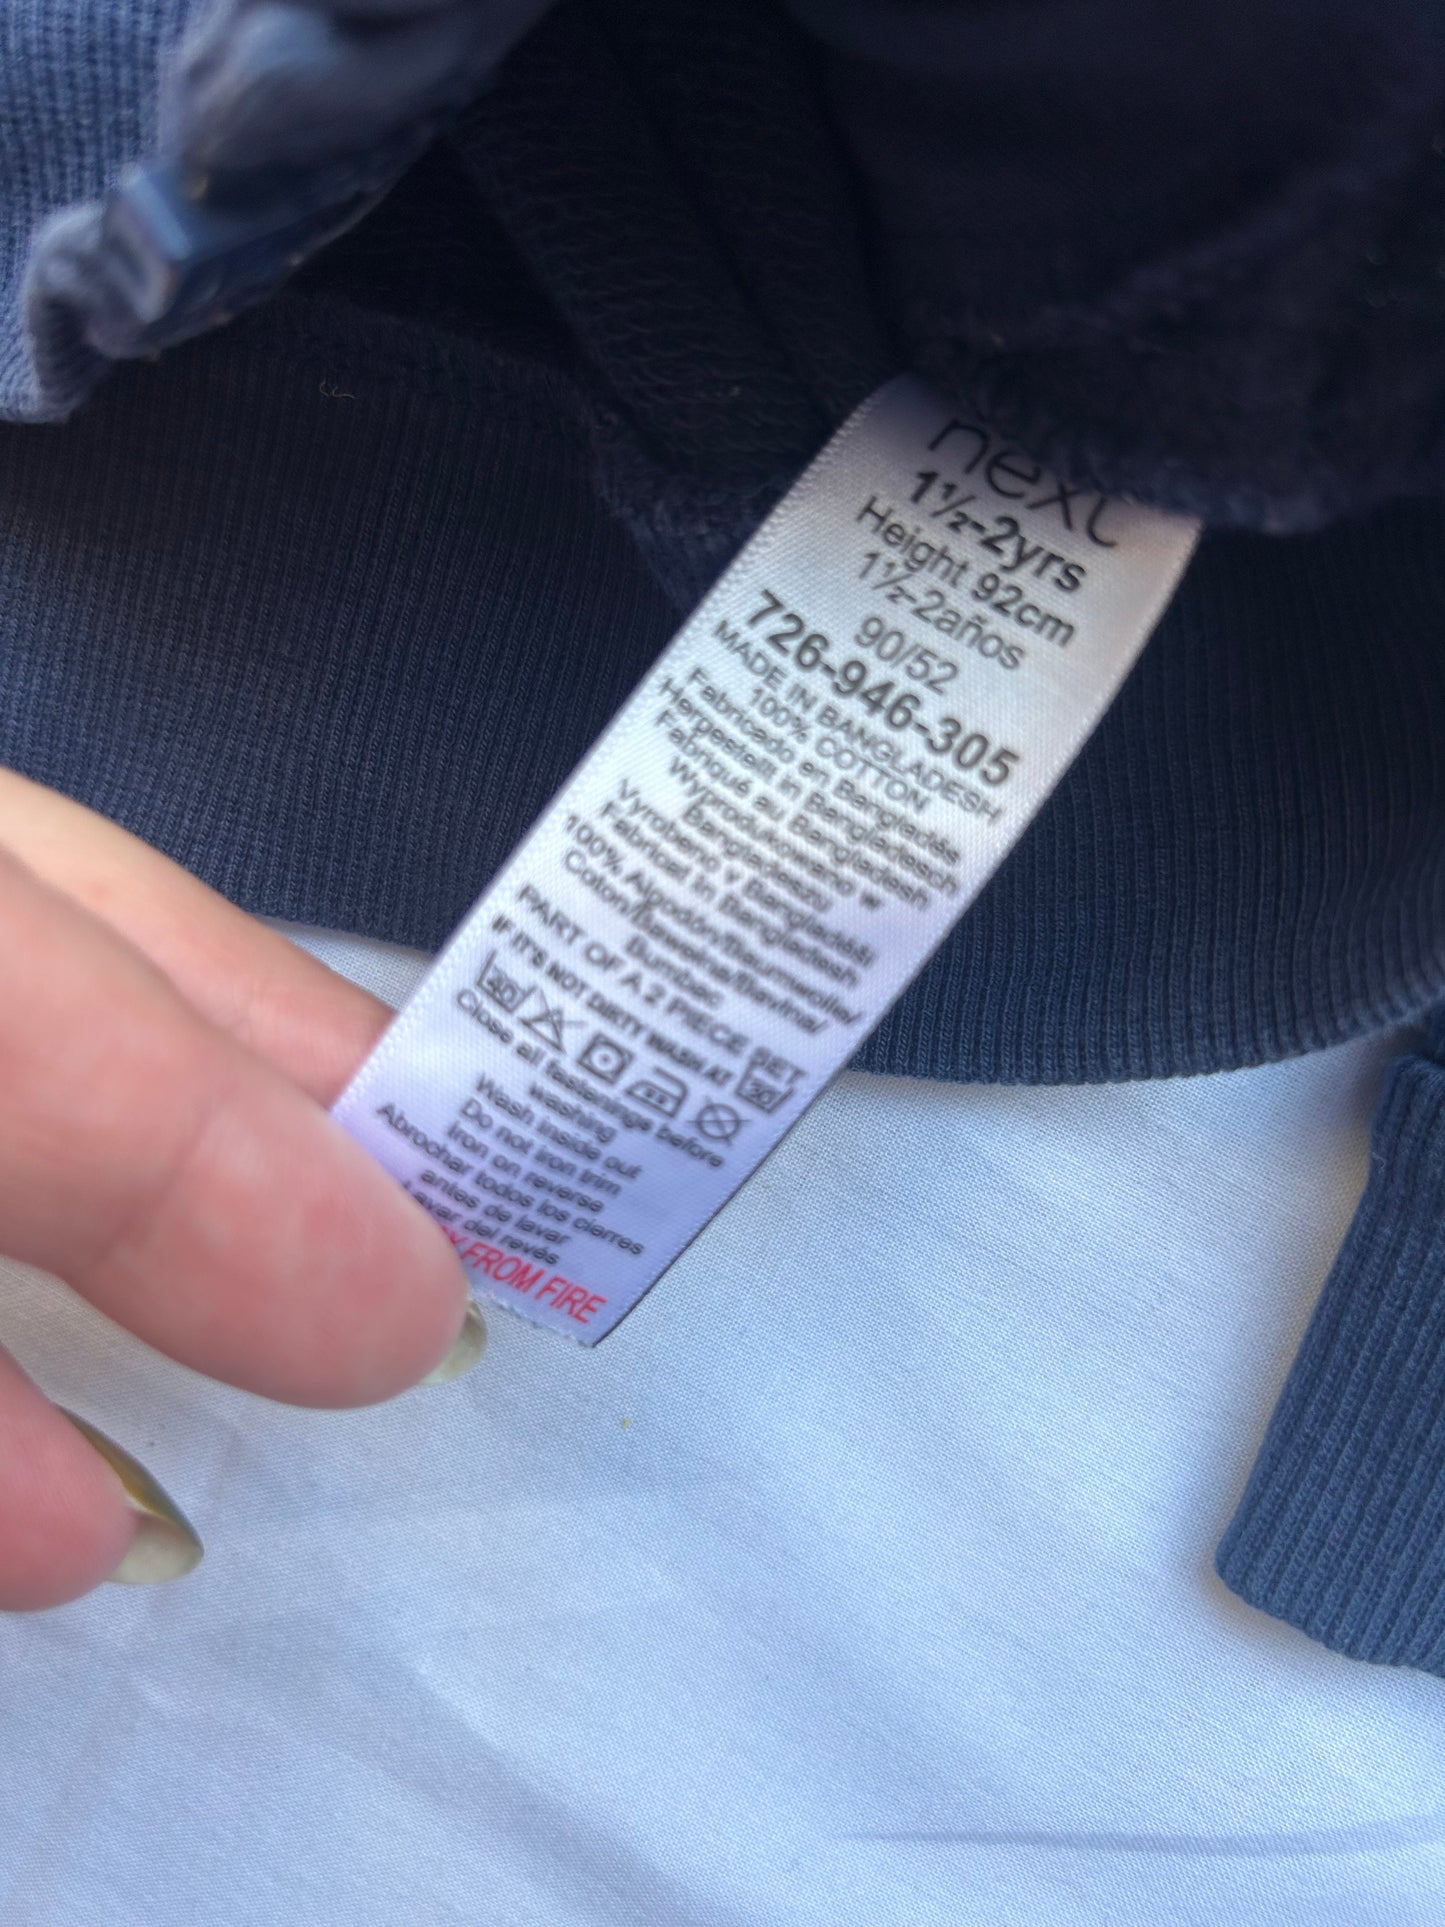 next
1½-2yrs
Height 92cm
1½-2años
90/52
726-946-305
MADE IN BANGLADESH
100% COTTON
Fabricado en Bangladés
Hergestellt in Bangladesch
Fabriqué au Bangladesh
Wyprodukowano w
Bangladeszu
Vyrobeno v Bangladéši
Fabricat în Bangladesh
100% Algodón/Baumwolle/
Coton/Bawełna/Bavlna/
Bumbac
PART OF A 2 PIECE SET
IF IT'S NOT DIRTY WASH AT 30
40
Close all fastenings before
washing
Wash inside out
Do not iron trim
Iron on reverse
Abrochar todos los cierres
antes de lavar
Lavar del revés
FROM FIRE